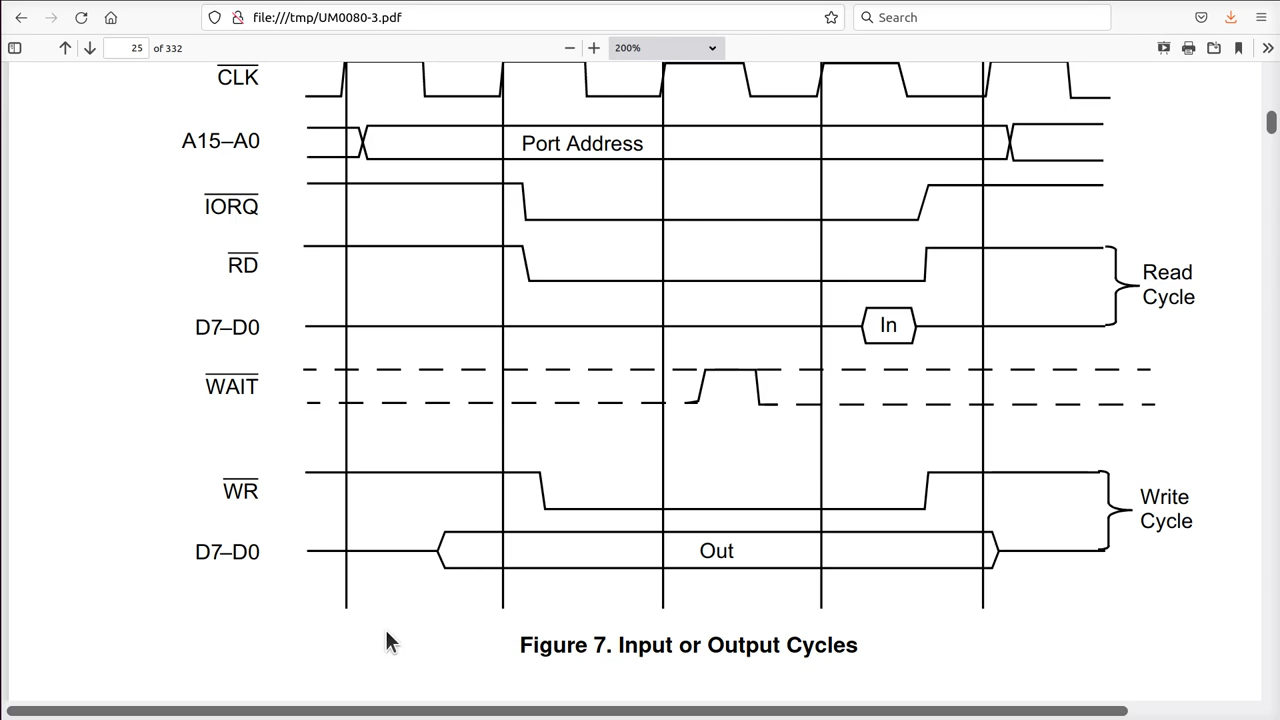 file:///tmp/UM0080-3.pdf
Search
25 of 332
200%
CLK
A15–A0
Port Address
IORQ
RD
Read
Cycle
D7–D0
In
WAIT
WR
Write
Cycle
D7–D0
Out
Figure 7. Input or Output Cycles